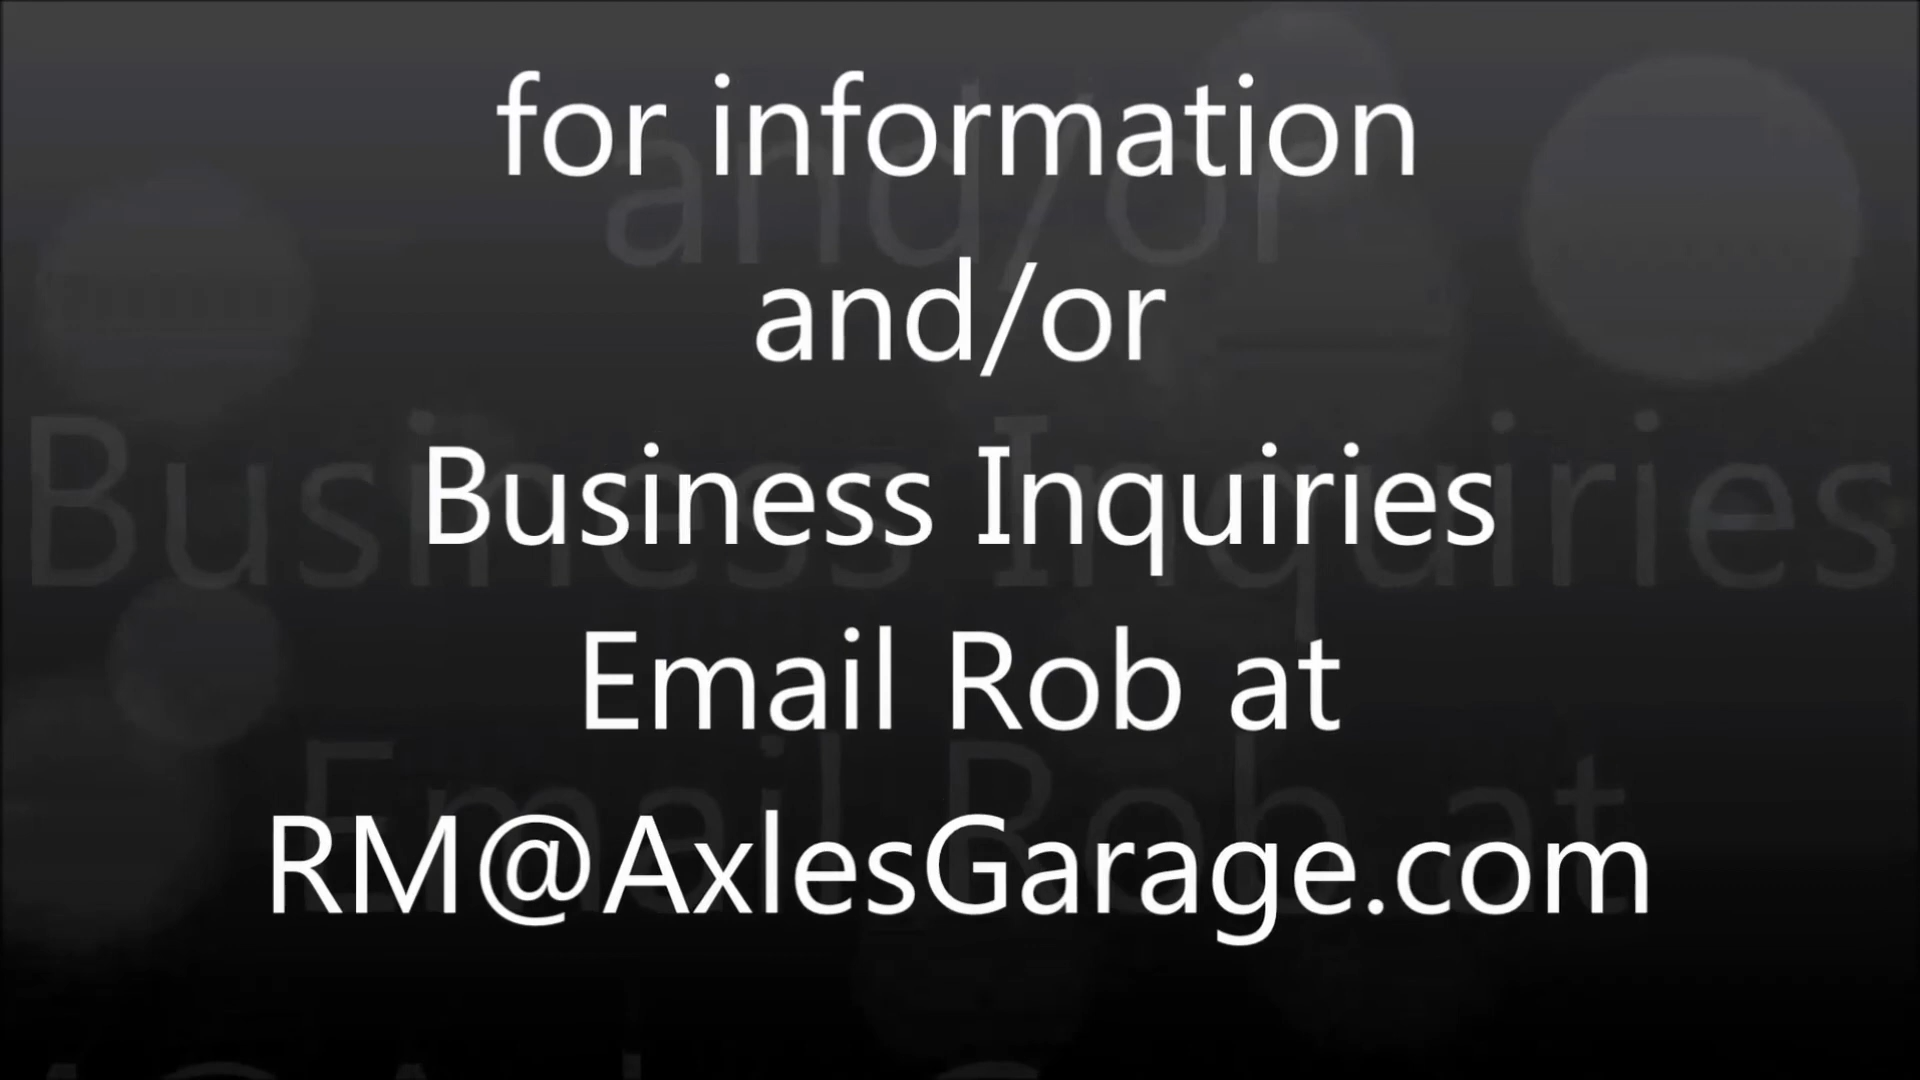 for information
and/or
Business Inquiries
Email Rob at
RM@AxlesGarage.com